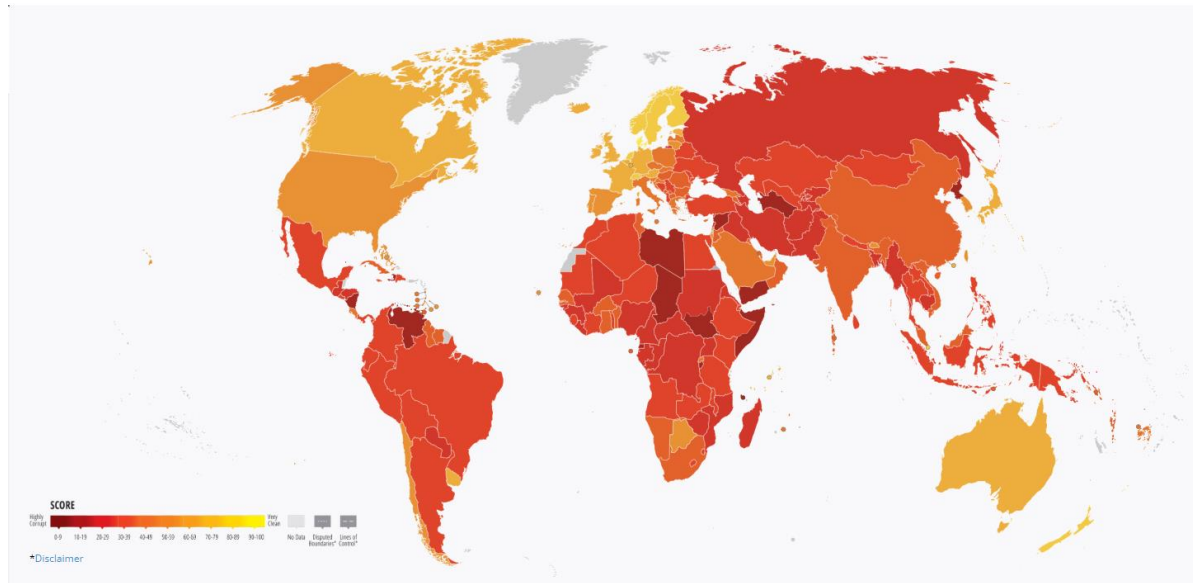 SCORE
Highly
Corrupt
Very
Clean
0-9 10-19 20-29 30-39 40-49 50-59 60-69 70-79 80-89 90-100
No Data
Disputed
Boundaries*
Lines of
Control*
*Disclaimer